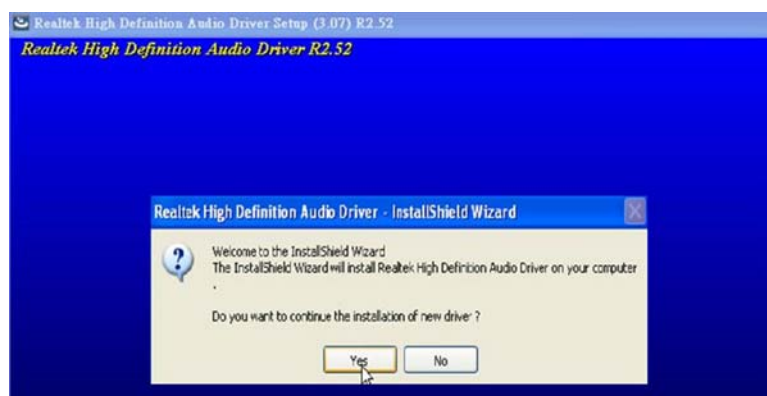 Realtek High Definition Audio Driver Setup (3.07) R2.52
Realtek High Definition Audio Driver R2.52
Realtek High Definition Audio Driver - InstallShield Wizard
Welcome to the InstallShield Wizard
The InstallShield Wizard will install Realtek High Definition Audio Driver on your computer
.
Do you want to continue the installation of new driver ?
Yes No